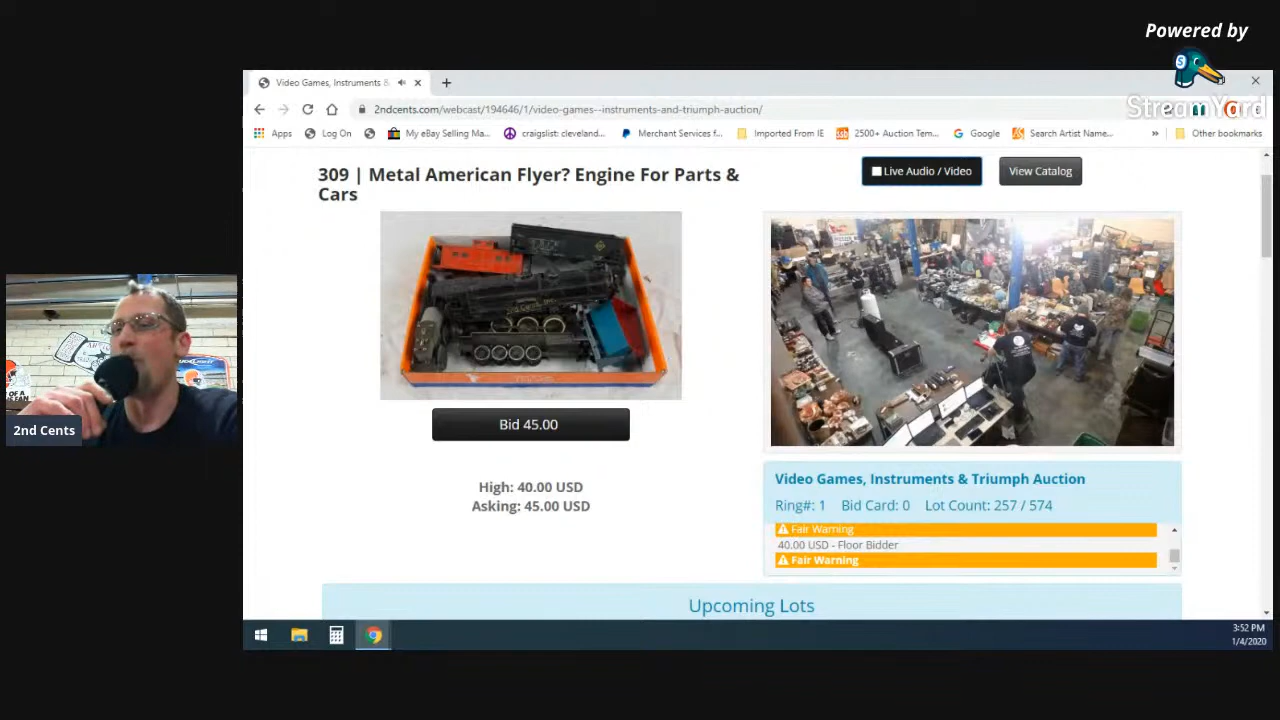 Powered by
StreamYard
Video Games, Instruments &
2ndcents.com/webcast/194646/1/video-games--instruments-and-triumph-auction/
Apps
Log On
My eBay Selling Ma...
craigslist: cleveland...
Merchant Services f...
Imported From IE
2500+ Auction Tem...
Google
Search Artist Name...
»
Other bookmarks
309 | Metal American Flyer? Engine For Parts &
Cars
Live Audio / Video
View Catalog
2nd Cents, Inc.
Bid 45.00
High: 40.00 USD
Asking: 45.00 USD
Video Games, Instruments & Triumph Auction
Ring#: 1 Bid Card: 0 Lot Count: 257 / 574
Fair Warning
40.00 USD - Floor Bidder
Fair Warning
Upcoming Lots
2nd Cents
3:52 PM
1/4/2020